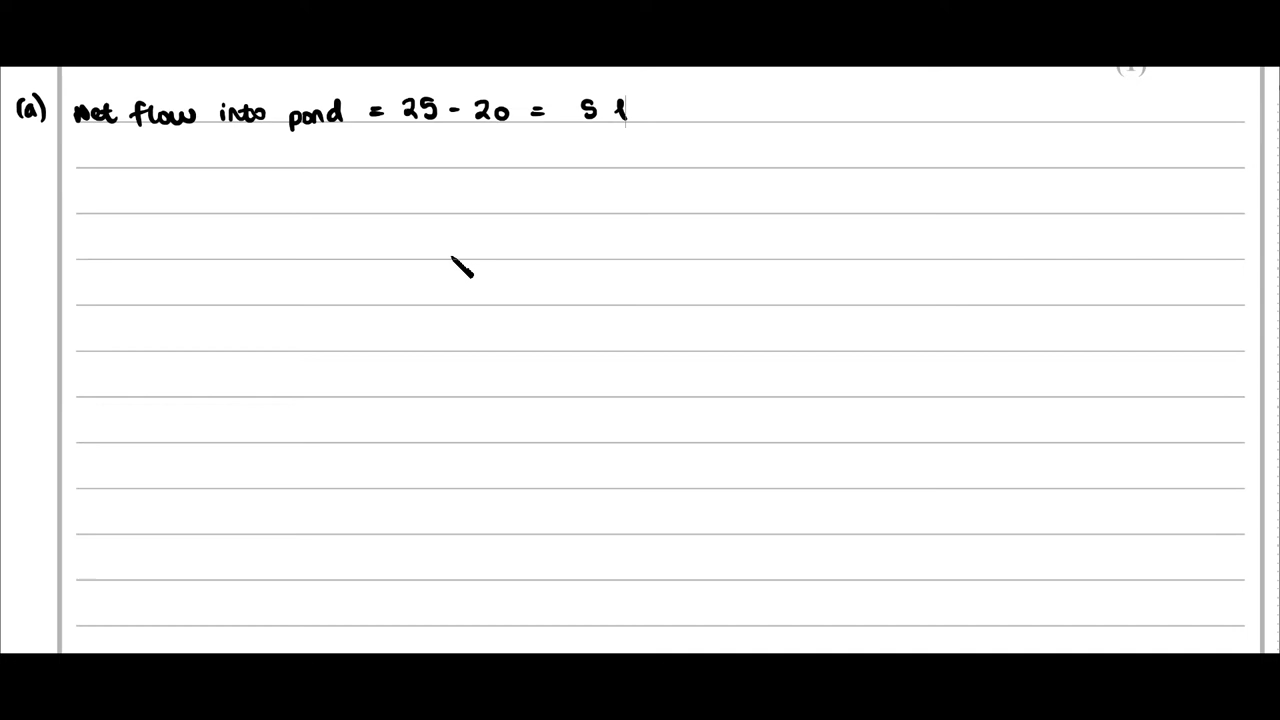 (a) net flow into pond = 25 - 20 = 5 l